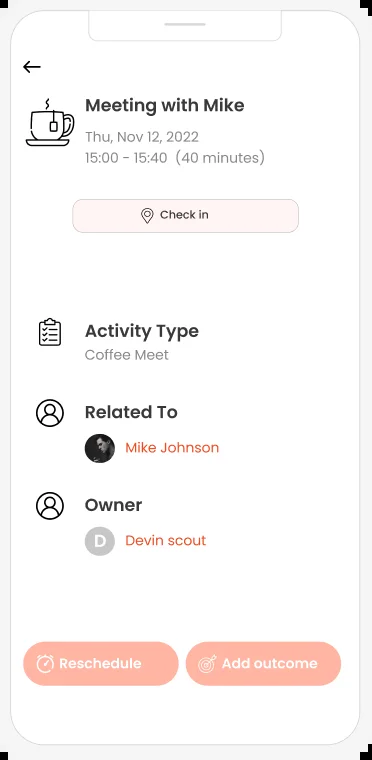 Meeting with Mike
Thu, Nov 12, 2022
15:00 - 15:40 (40 minutes)
Check in
Activity Type
Coffee Meet
Related To
Mike Johnson
Owner
D Devin scout
Reschedule
Add outcome